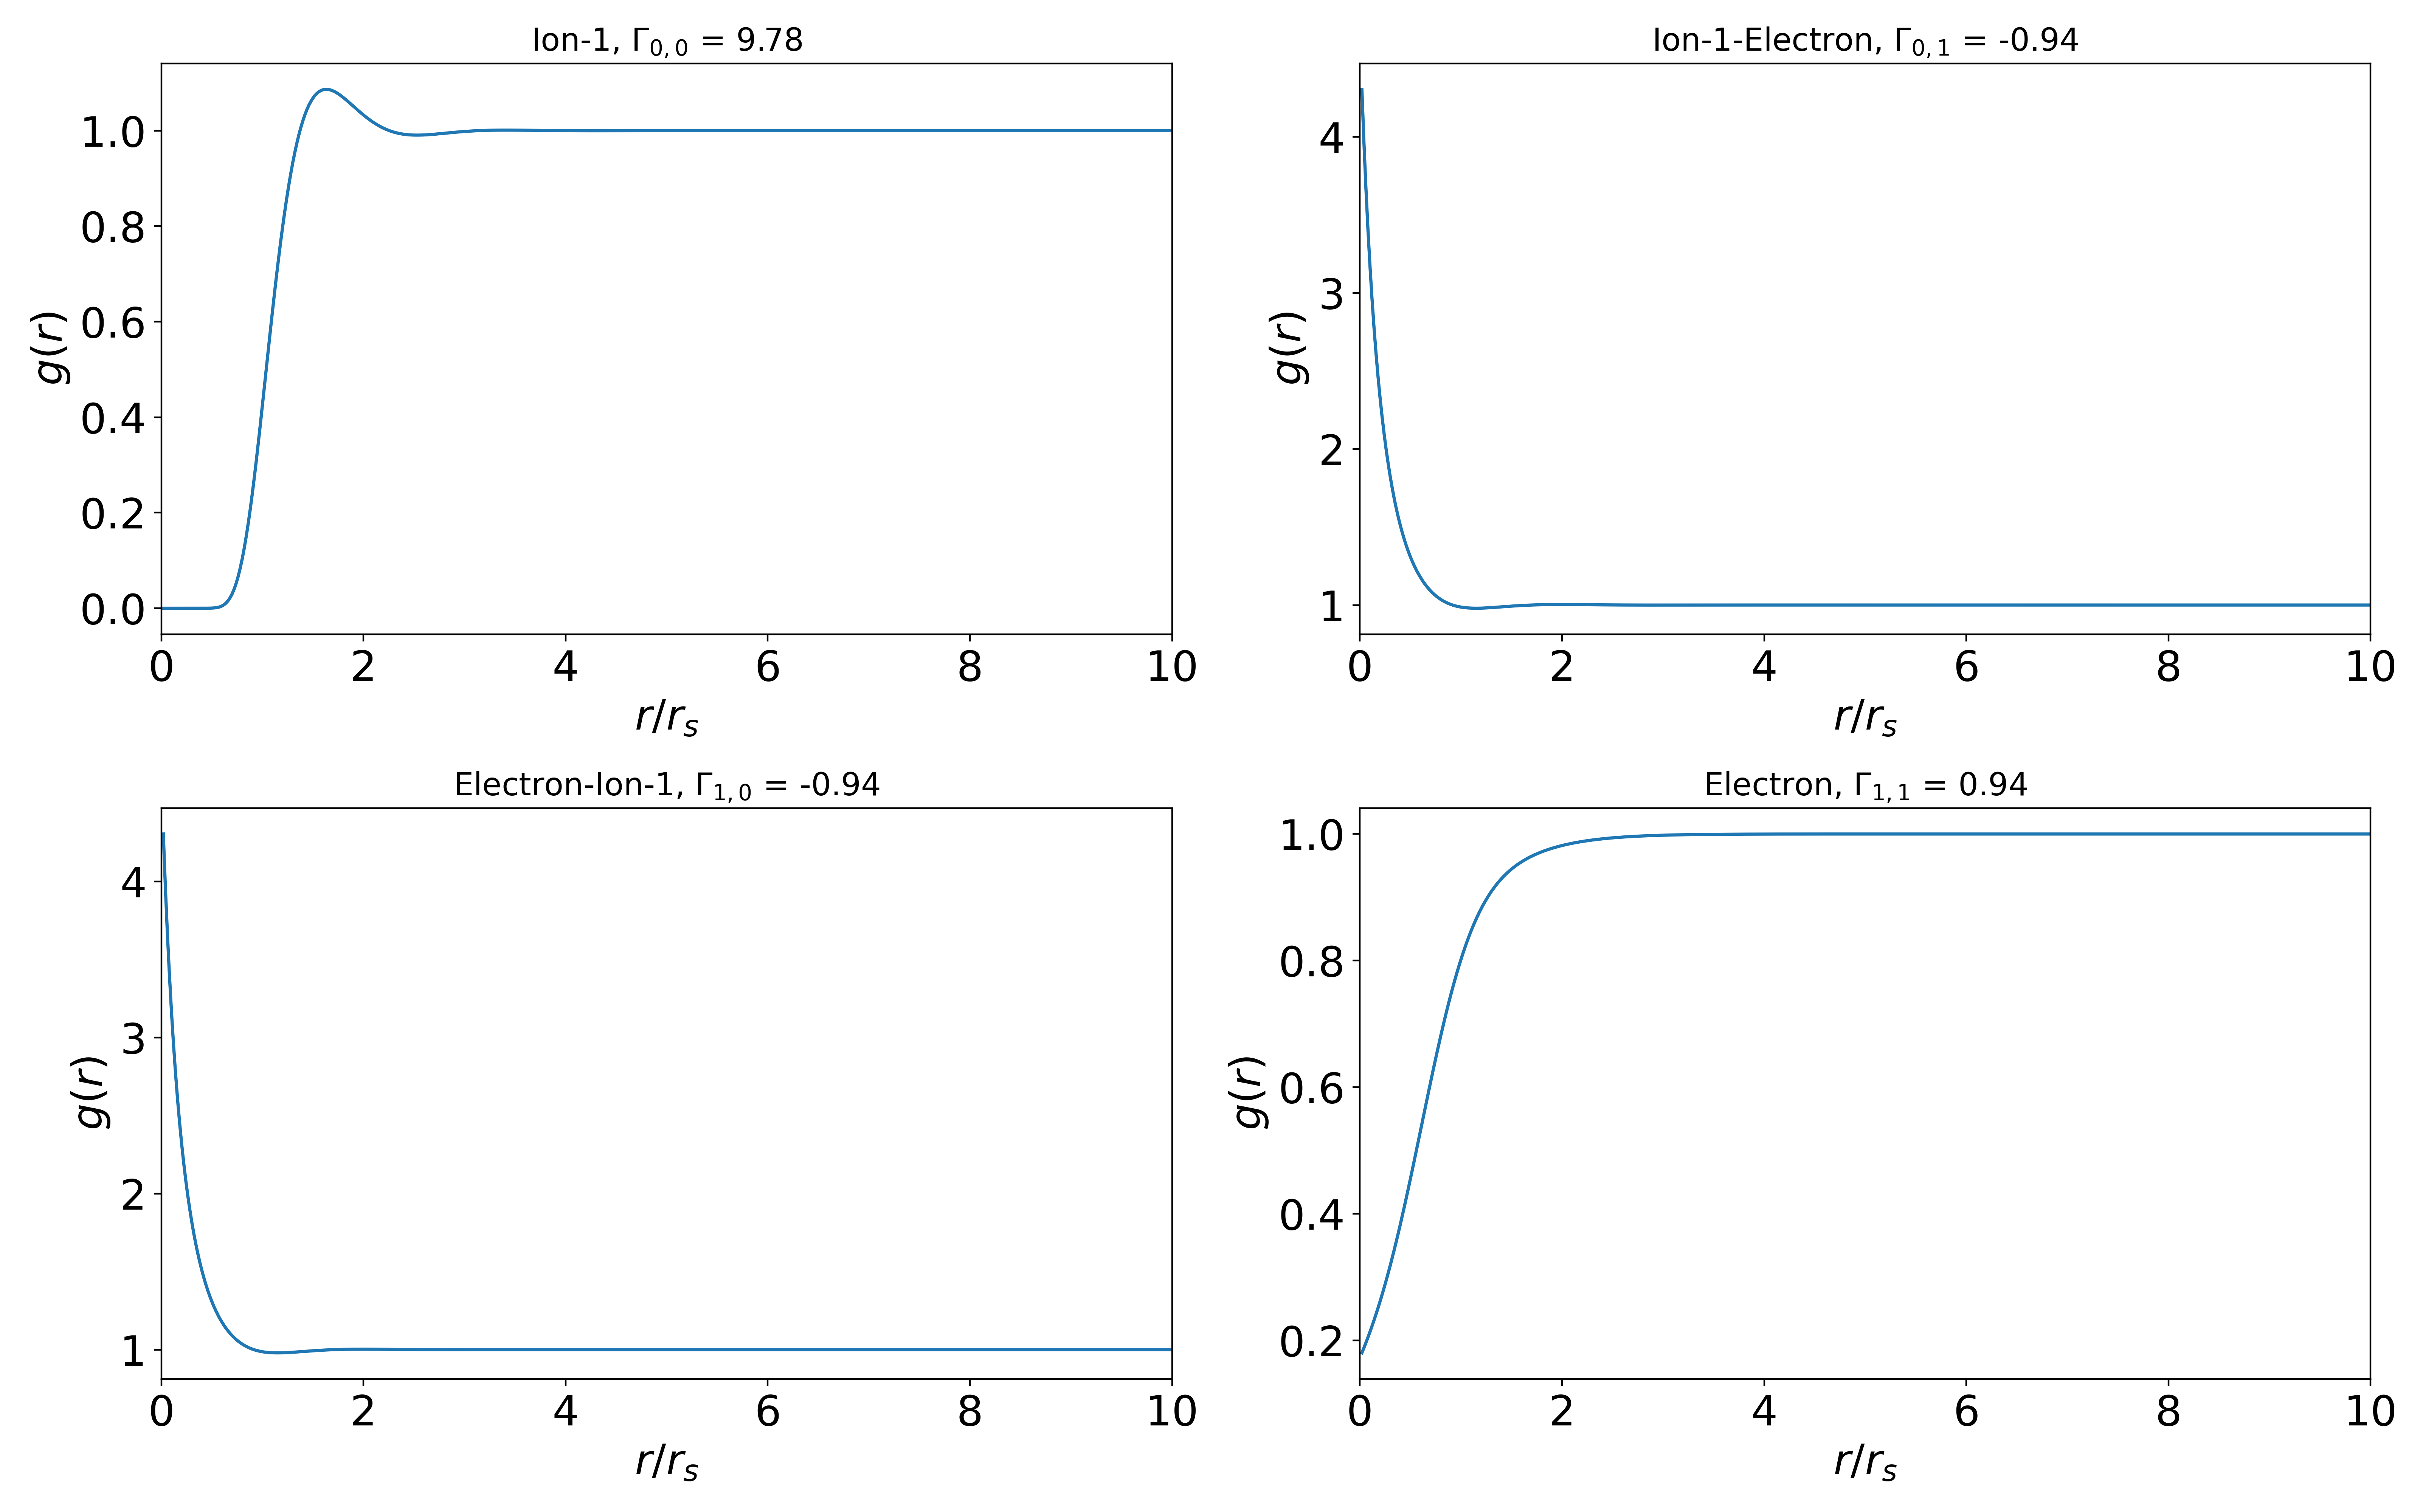 Ion-1, Γ0,0 = 9.78
1.0
0.8
0.6
0.4
0.2
0.0
g(r)
0 2 4 6 8 10
r/rs
Ion-1-Electron, Γ0,1 = -0.94
4
3
2
1
g(r)
0 2 4 6 8 10
r/rs
Electron-Ion-1, Γ1,0 = -0.94
4
3
2
1
g(r)
0 2 4 6 8 10
r/rs
Electron, Γ1,1 = 0.94
1.0
0.8
0.6
0.4
0.2
g(r)
0 2 4 6 8 10
r/rs